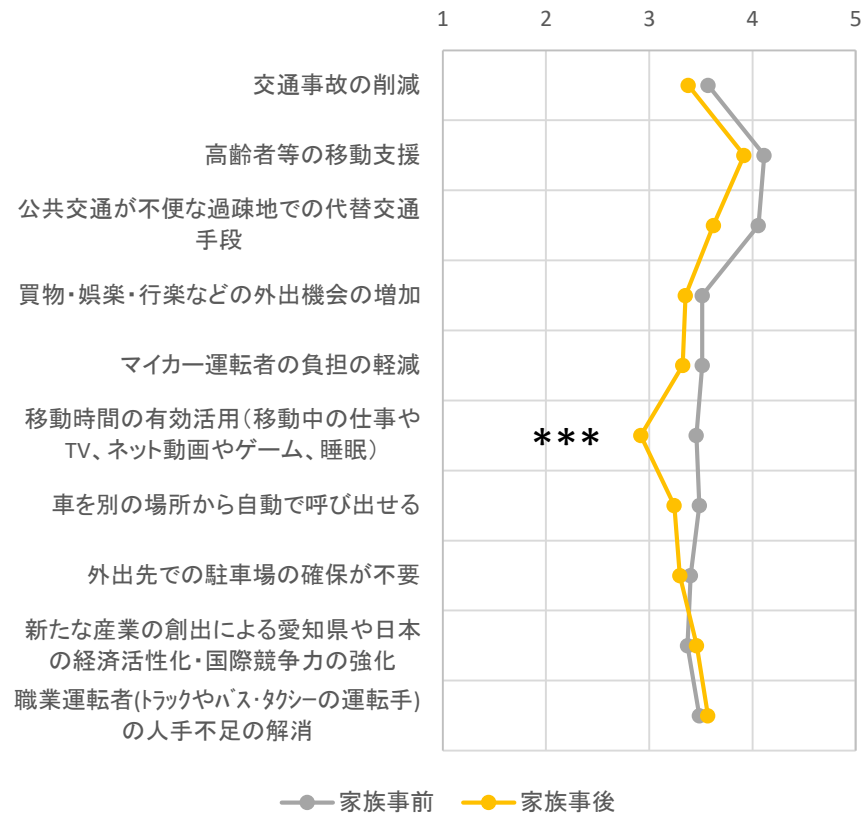 1 2 3 4 5
交通事故の削減
高齢者等の移動支援
公共交通が不便な過疎地での代替交通
手段
買物・娯楽・行楽などの外出機会の増加
マイカー運転者の負担の軽減
移動時間の有効活用(移動中の仕事や
TV、ネット動画やゲーム、睡眠)
***
車を別の場所から自動で呼び出せる
外出先での駐車場の確保が不要
新たな産業の創出による愛知県や日本
の経済活性化・国際競争力の強化
職業運転者(ﾄﾗｯｸやﾊﾞｽ・ﾀｸｼｰの運転手)
の人手不足の解消
家族事前 家族事後